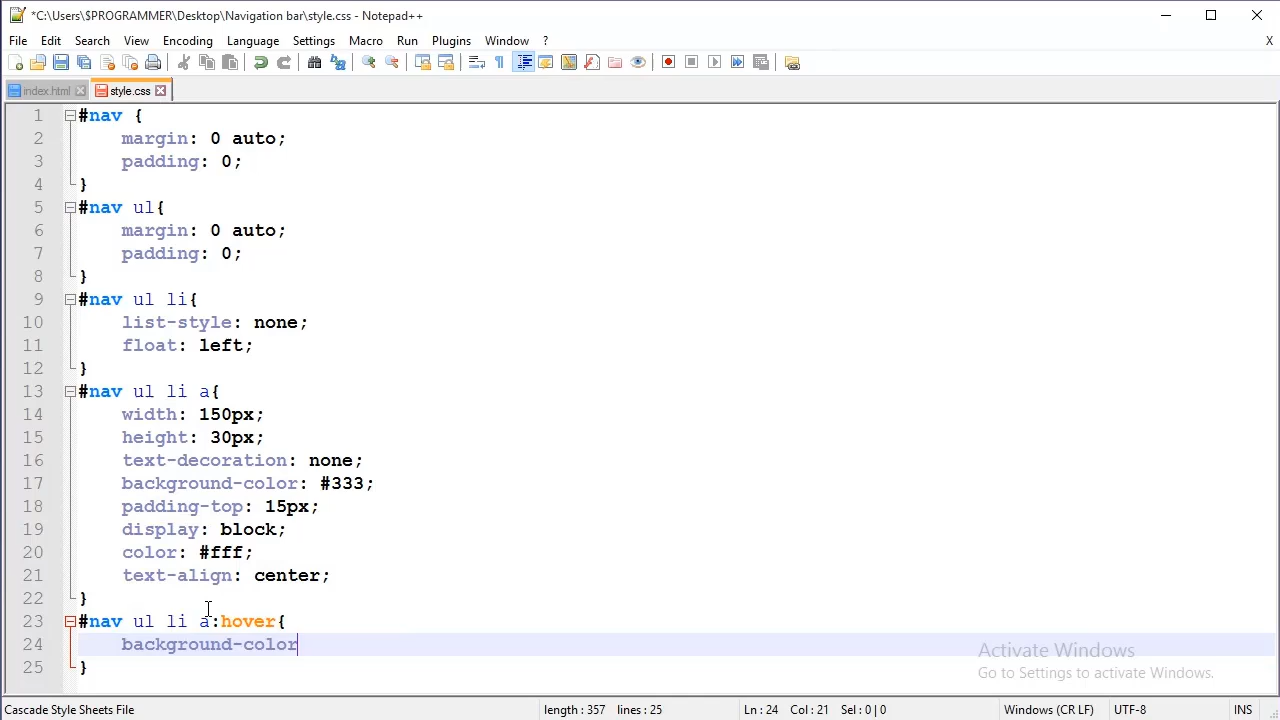 *C:\Users\$PROGRAMMER\Desktop\Navigation bar\style.css - Notepad++
File Edit Search View Encoding Language Settings Macro Run Plugins Window ? X
index.html style.css
1 #nav {
2 margin: 0 auto;
3 padding: 0;
4 }
5 #nav ul{
6 margin: 0 auto;
7 padding: 0;
8 }
9 #nav ul li{
10 list-style: none;
11 float: left;
12 }
13 #nav ul li a{
14 width: 150px;
15 height: 30px;
16 text-decoration: none;
17 background-color: #333;
18 padding-top: 15px;
19 display: block;
20 color: #fff;
21 text-align: center;
22 }
23 #nav ul li a:hover{
24 background-color
25 }
Activate Windows
Go to Settings to activate Windows.
Cascade Style Sheets File length : 357 lines : 25 Ln : 24 Col : 21 Sel : 0 | 0 Windows (CR LF) UTF-8 INS